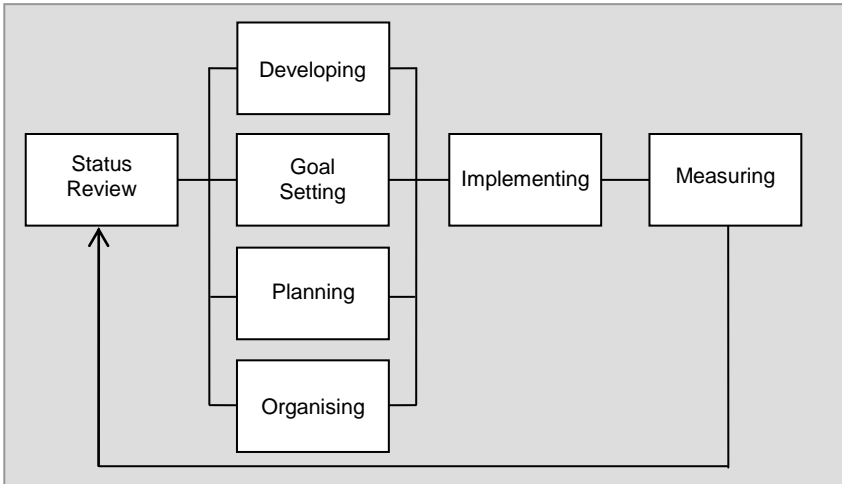 Developing
Status
Review
Goal
Setting
Implementing
Measuring
Planning
Organising